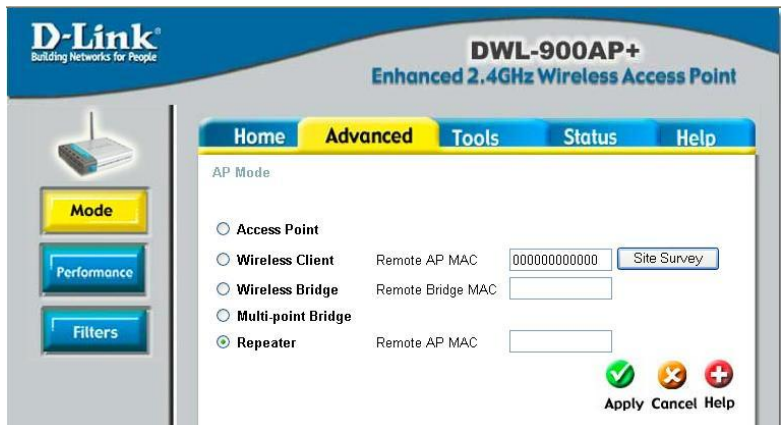 D-Link®
Building Networks for People
DWL-900AP+
Enhanced 2.4GHz Wireless Access Point
Home Advanced Tools Status Help
Mode
Performance
Filters
AP Mode
Access Point
Wireless Client Remote AP MAC 000000000000 Site Survey
Wireless Bridge Remote Bridge MAC
Multi-point Bridge
Repeater Remote AP MAC
Apply Cancel Help